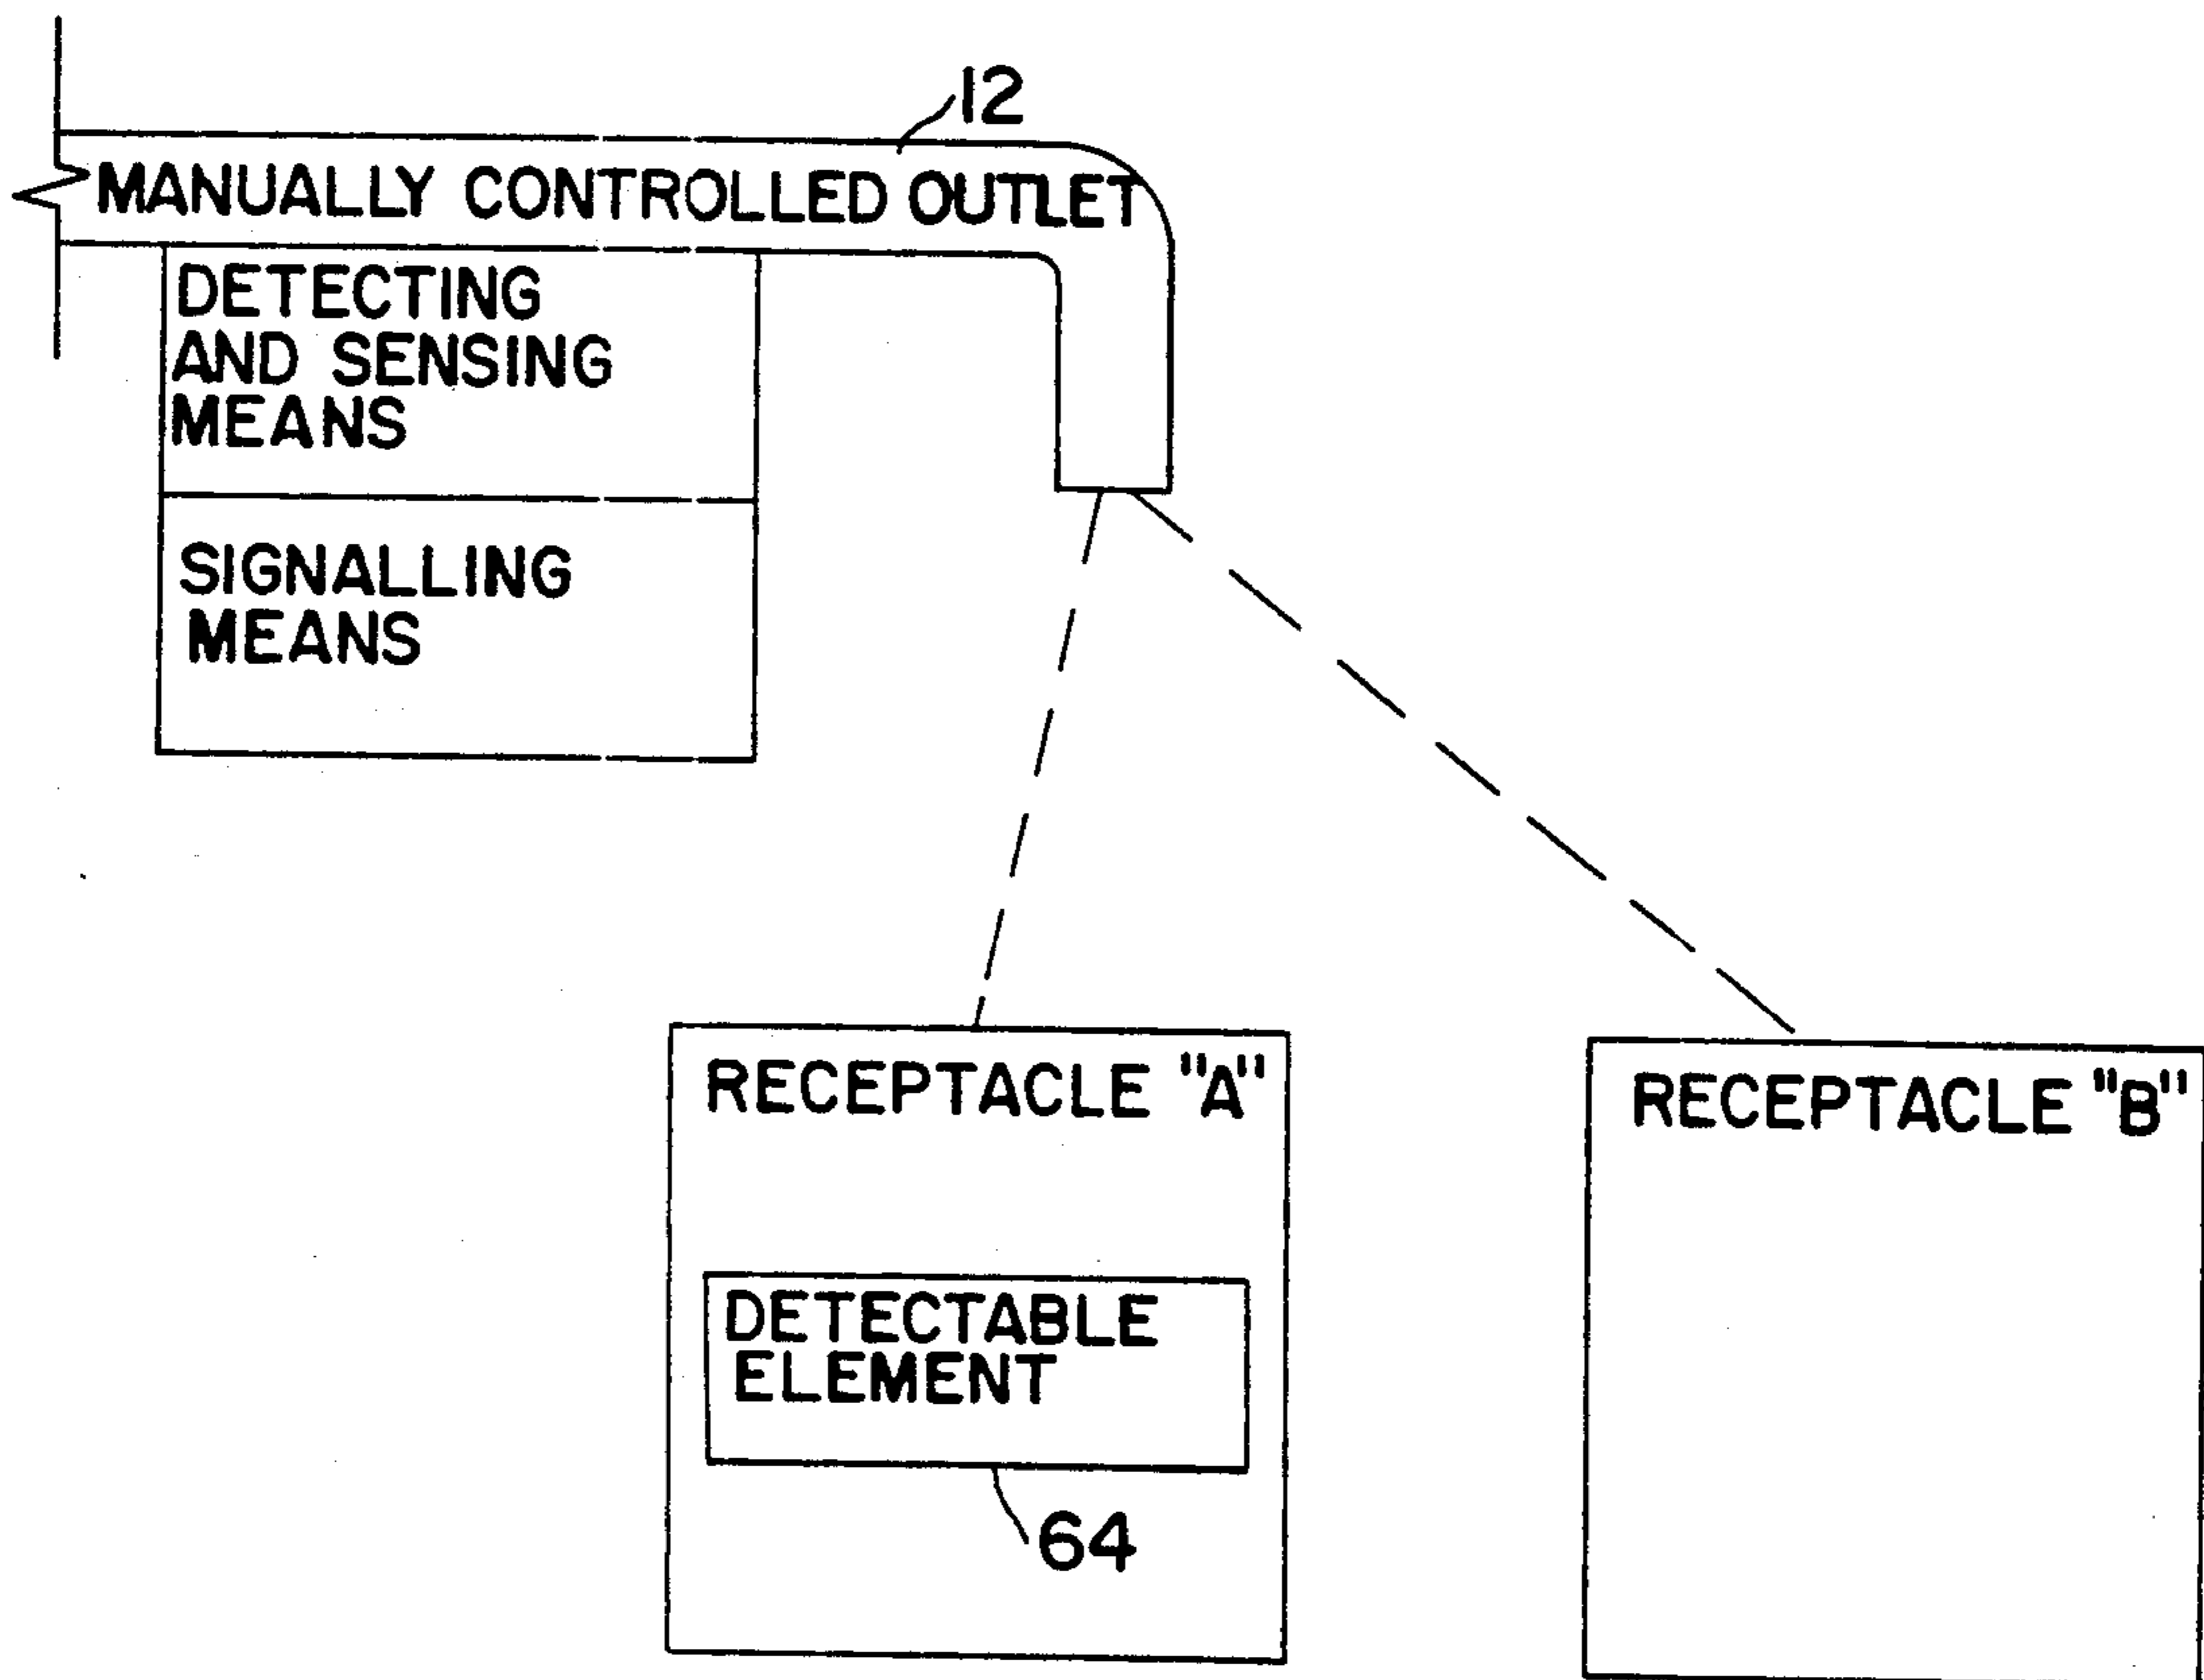 12
MANUALLY CONTROLLED OUTLET
DETECTING
AND SENSING
MEANS
SIGNALLING
MEANS
RECEPTACLE "A"
RECEPTACLE "B"
DETECTABLE
ELEMENT
64